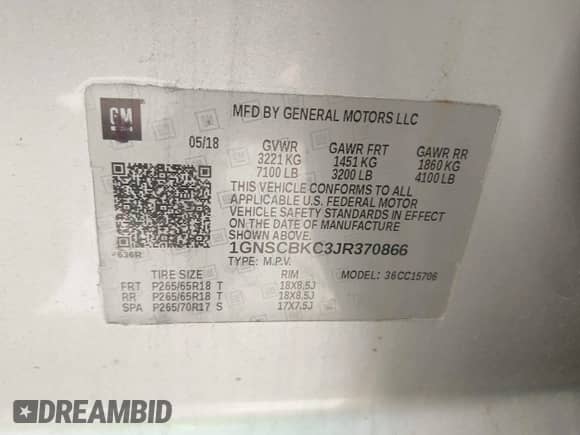 GM
MFD BY GENERAL MOTORS LLC
05/18 GVWR GAWR FRT GAWR RR
3221 KG 1451 KG 1860 KG
7100 LB 3200 LB 4100 LB
THIS VEHICLE CONFORMS TO ALL
APPLICABLE U.S. FEDERAL MOTOR
VEHICLE SAFETY STANDARDS IN EFFECT
ON THE DATE OF MANUFACTURE
SHOWN ABOVE.
1GNSCBKC3JR370866
TYPE: M.P.V. MODEL: 36CC15706
TIRE SIZE RIM
FRT P265/65R18 T 18X8.5J
RR P265/65R18 T 18X8.5J
SPA P265/70R17 S 17X7.5J
DREAMBID